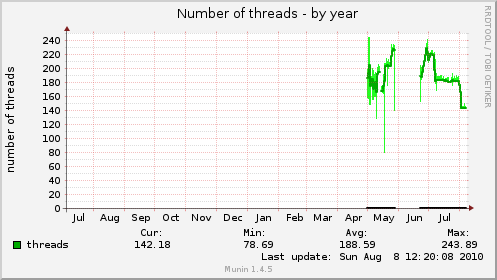 Number of threads - by year
RRDTOOL / TOBI OETIKER
number of threads
240
220
200
180
160
140
120
100
80
60
40
20
0
Jul Aug Sep Oct Nov Dec Jan Feb Mar Apr May Jun Jul
Cur: Min: Avg: Max:
threads 142.18 78.69 188.59 243.89
Last update: Sun Aug 8 12:20:08 2010
Munin 1.4.5